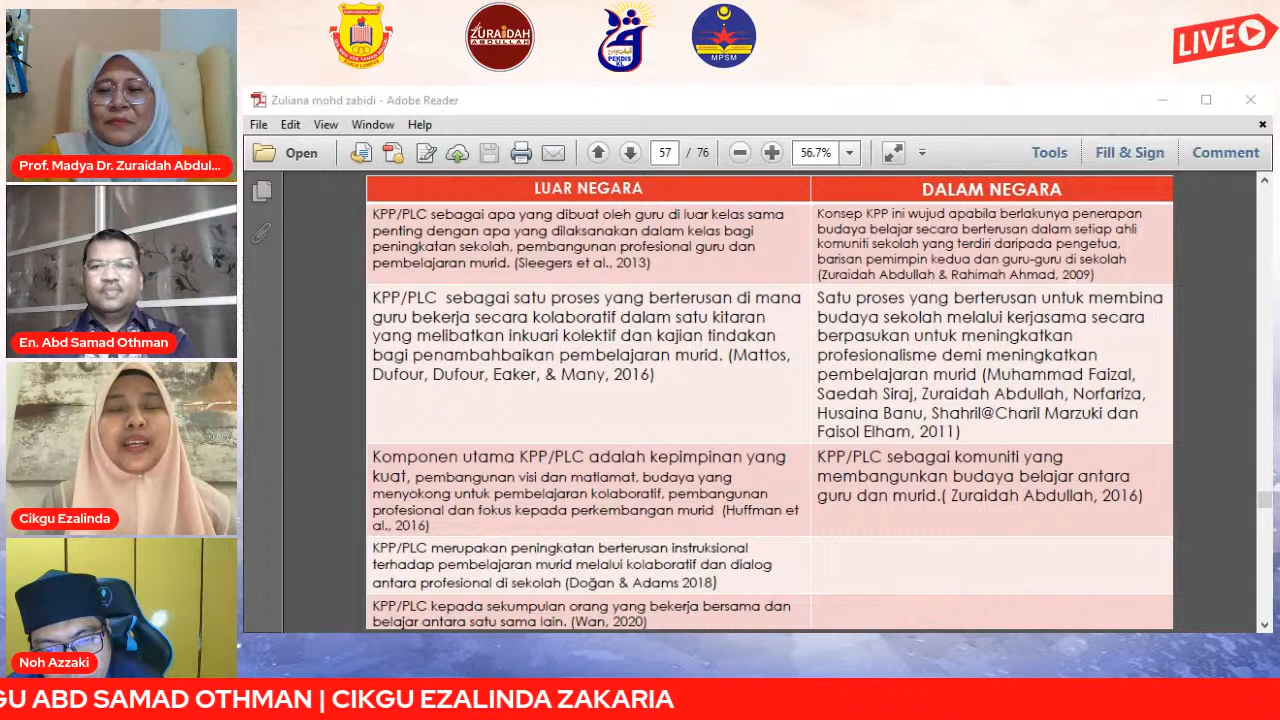 ZURAIDAH
ABDULLAH
PEKDIS
KL
MPSM
LIVE
Prof. Madya Dr. Zuraidah Abdul...
En. Abd Samad Othman
Cikgu Ezalinda
Noh Azzaki
Zuliana mohd zabidi - Adobe Reader
File Edit View Window Help
Open 57 / 76 56.7% Tools Fill & Sign Comment
LUAR NEGARA
KPP/PLC sebagai apa yang dibuat oleh guru di luar kelas sama
penting dengan apa yang dilaksanakan dalam kelas bagi
peningkatan sekolah, pembangunan profesional guru dan
pembelajaran murid. (Sleegers et al., 2013)
DALAM NEGARA
Konsep KPP ini wujud apabila berlakunya penerapan
budaya belajar secara berterusan dalam setiap ahli
komuniti sekolah yang terdiri daripada pengetua,
barisan pemimpin kedua dan guru-guru di sekolah
(Zuraidah Abdullah & Rahimah Ahmad, 2009)
KPP/PLC sebagai satu proses yang berterusan di mana
guru bekerja secara kolaboratif dalam satu kitaran
yang melibatkan inkuari kolektif dan kajian tindakan
bagi penambahbaikan pembelajaran murid. (Mattos,
Dufour, Dufour, Eaker, & Many, 2016)
Satu proses yang berterusan untuk membina
budaya sekolah melalui kerjasama secara
berpasukan untuk meningkatkan
profesionalisme demi meningkatkan
pembelajaran murid (Muhammad Faizal,
Saedah Siraj, Zuraidah Abdullah, Norfariza,
Husaina Banu, Shahril@Charil Marzuki dan
Faisol Elham, 2011)
Komponen utama KPP/PLC adalah kepimpinan yang
kuat, pembangunan visi dan matlamat, budaya yang
menyokong untuk pembelajaran kolaboratif, pembangunan
profesional dan fokus kepada perkembangan murid (Huffman et
al., 2016)
KPP/PLC sebagai komuniti yang
membangunkan budaya belajar antara
guru dan murid.( Zuraidah Abdullah, 2016)
KPP/PLC merupakan peningkatan berterusan instruksional
terhadap pembelajaran murid melalui kolaboratif dan dialog
antara profesional di sekolah (Doğan & Adams 2018)
KPP/PLC kepada sekumpulan orang yang bekerja bersama dan
belajar antara satu sama lain. (Wan, 2020)
GU ABD SAMAD OTHMAN | CIKGU EZALINDA ZAKARIA